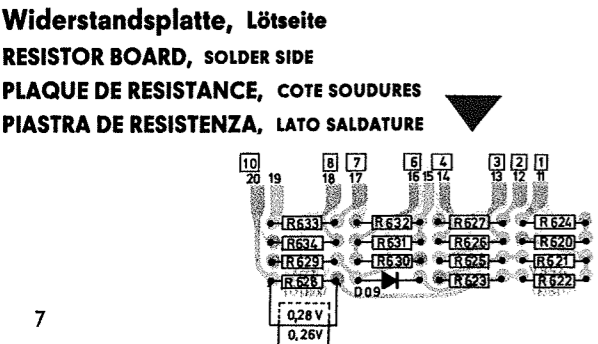 Widerstandsplatte, Lötseite
RESISTOR BOARD, SOLDER SIDE
PLAQUE DE RESISTANCE, COTE SOUDURES
PIASTRA DE RESISTENZA, LATO SALDATURE
10 8 7 6 4 3 2 1
20 19 18 17 16 15 14 13 12 11
R633 R632 R627 R624
R634 R631 R626 R620
R629 R630 R625 R621
R628 D09 R623 R622
0,28 V
7
0,26V